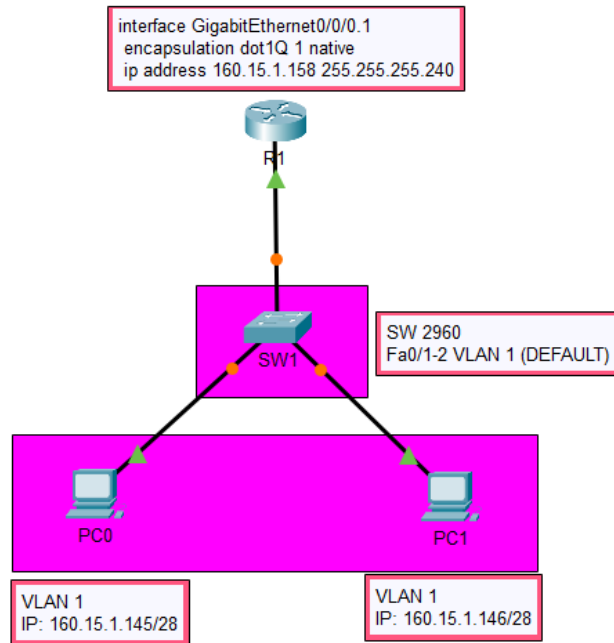 interface GigabitEthernet0/0/0.1
encapsulation dot1Q 1 native
ip address 160.15.1.158 255.255.255.240
R1
SW1
SW 2960
Fa0/1-2 VLAN 1 (DEFAULT)
PC0
PC1
VLAN 1
IP: 160.15.1.145/28
VLAN 1
IP: 160.15.1.146/28